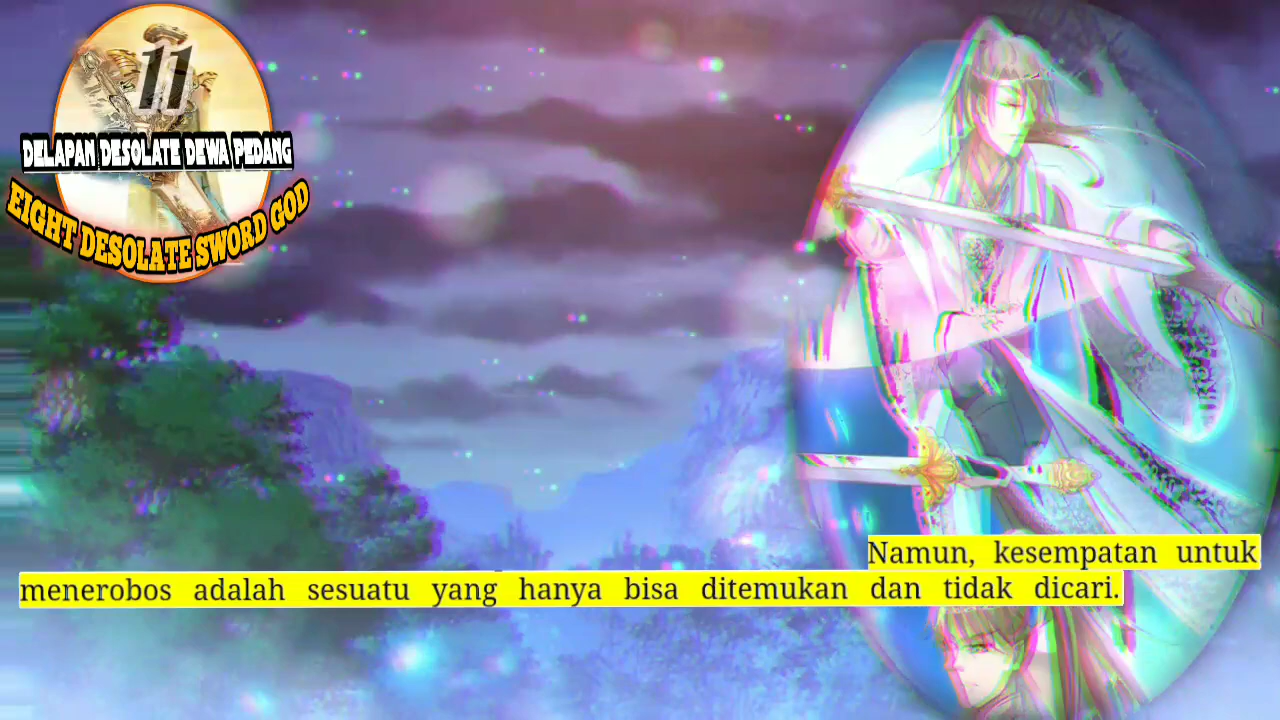 11
DELAPAN DESOLATE DEWA PEDANG
EIGHT DESOLATE SWORD GOD
Namun, kesempatan untuk
menerobos adalah sesuatu yang hanya bisa ditemukan dan tidak dicari.